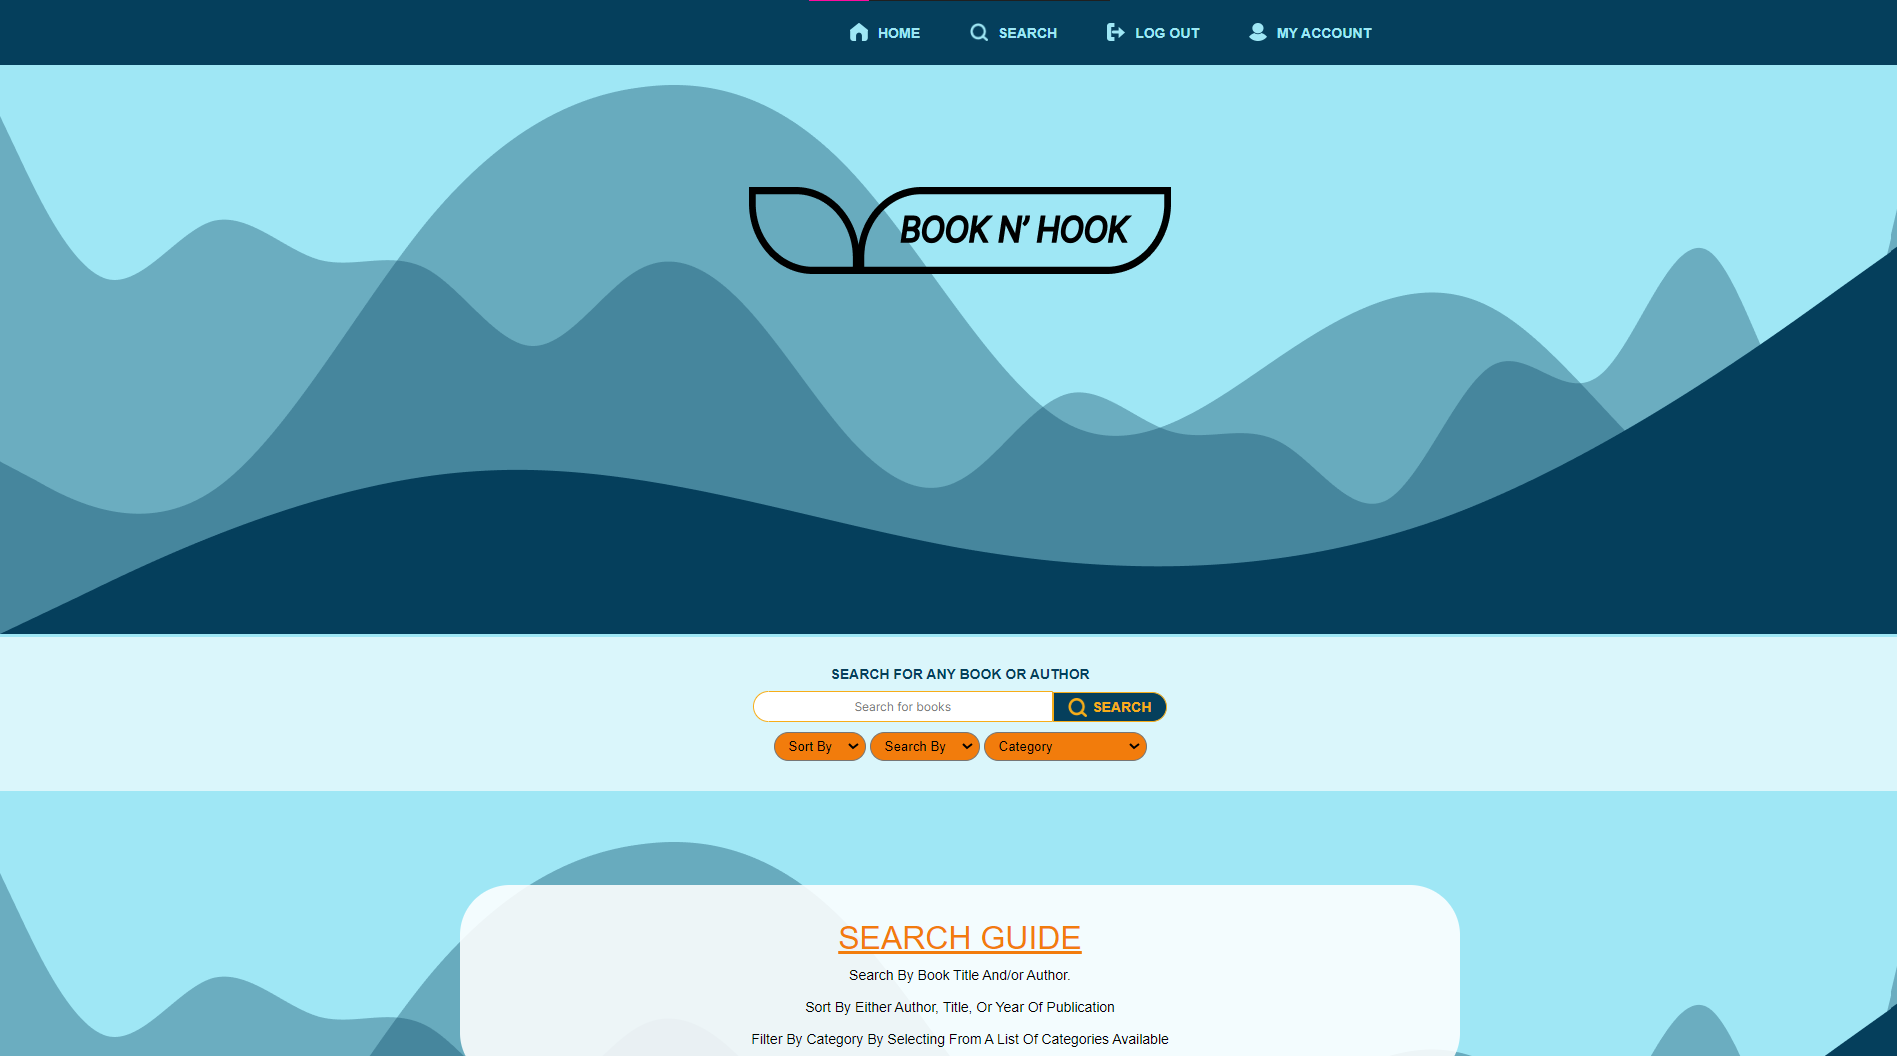 HOME SEARCH LOG OUT MY ACCOUNT
BOOK N' HOOK
SEARCH FOR ANY BOOK OR AUTHOR
Search for books SEARCH
Sort By Search By Category
SEARCH GUIDE
Search By Book Title And/or Author.
Sort By Either Author, Title, Or Year Of Publication
Filter By Category By Selecting From A List Of Categories Available